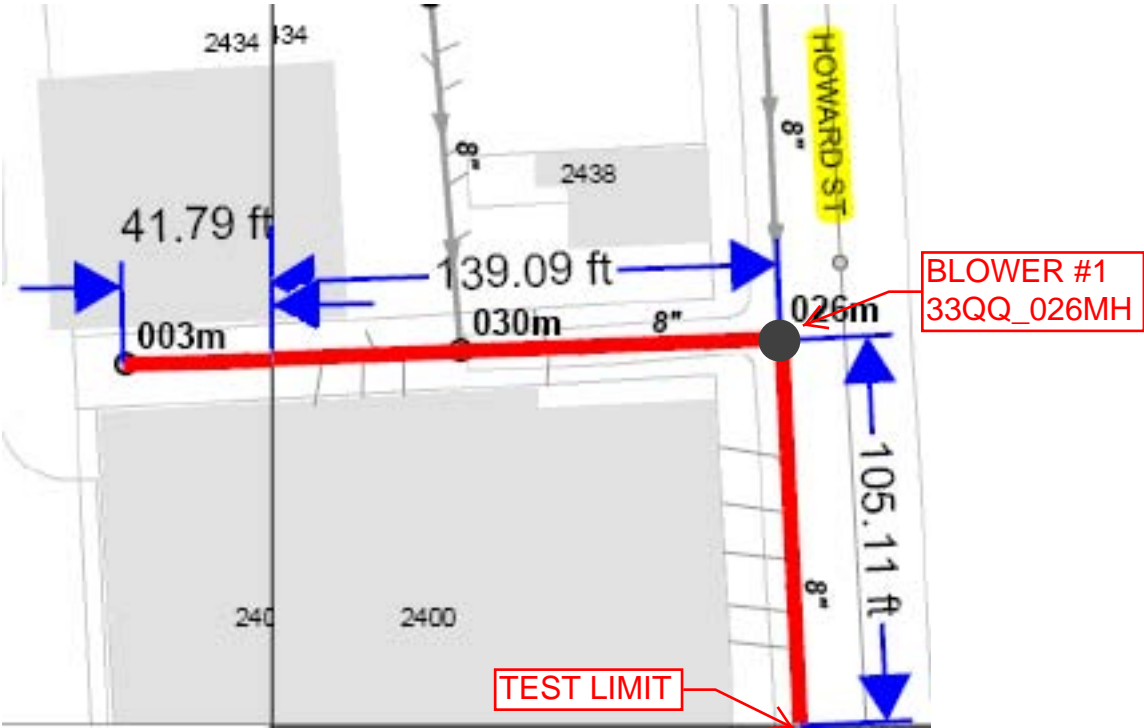 2434 434
HOWARD ST
8"
8"
2438
41.79 ft
139.09 ft
BLOWER #1
33QQ_026MH
003m
030m
8"
026m
105.11 ft
8"
240
2400
TEST LIMIT